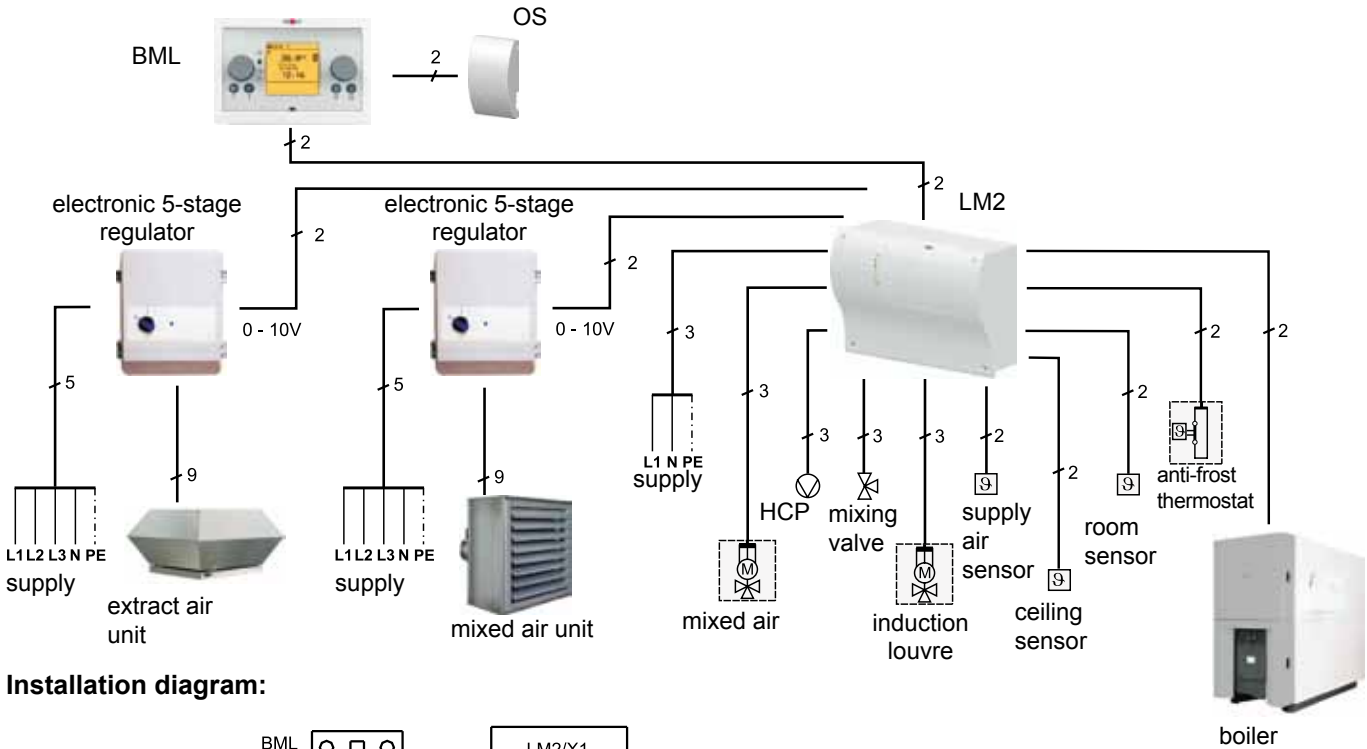 OS
BML
2
2
2
LM2
electronic 5-stage
regulator
electronic 5-stage
regulator
2
2
0 - 10V
0 - 10V
3
2
2
5
5
3
2
3
3
3
2
2
9
9
L1 N PE
supply
HCP
mixing
valve
supply
air
sensor
room
sensor
anti-frost
thermostat
L1 L2 L3 N PE
supply
L1 L2 L3 N PE
supply
extract air
unit
mixed air unit
M
mixed air
M
induction
louvre
ceiling
sensor
boiler
Installation diagram:
BML
LM2/X1